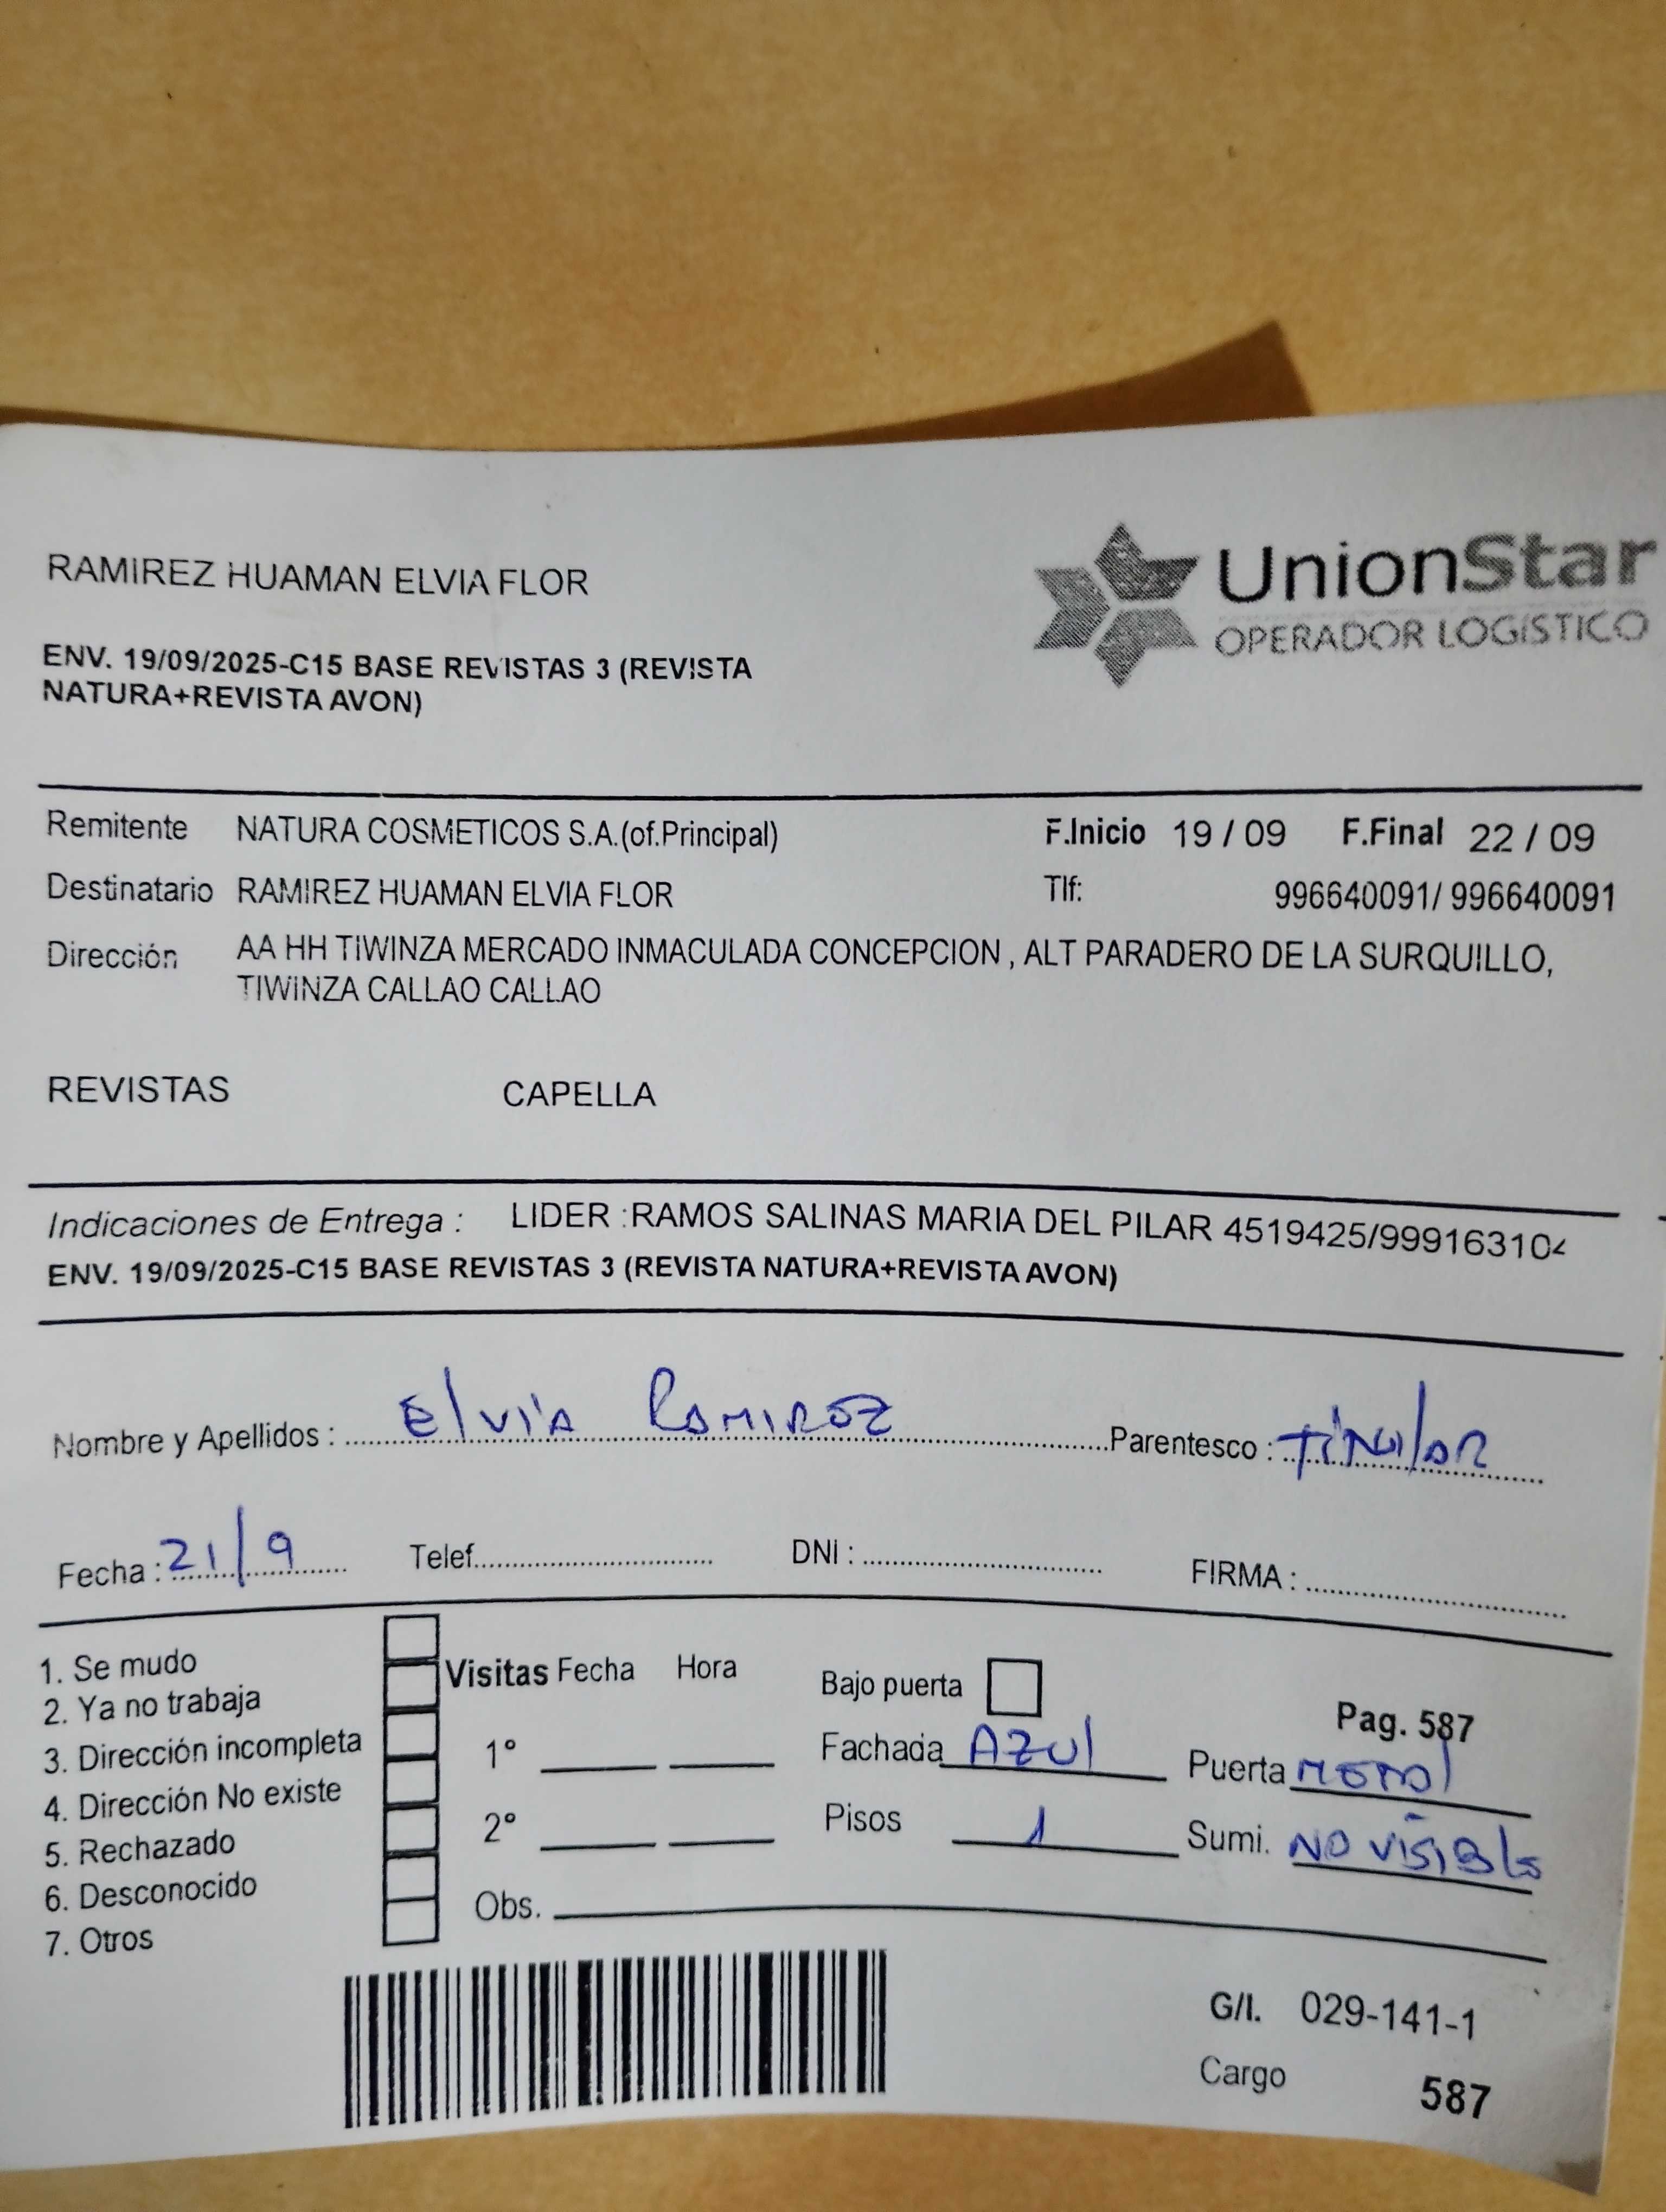 RAMIREZ HUAMAN ELVIA FLOR
UnionStar
OPERADOR LOGISTICO
ENV. 19/09/2025-C15 BASE REVISTAS 3 (REVISTA
NATURA+REVISTA AVON)
Remitente NATURA COSMETICOS S.A.(of.Principal) F.Inicio 19 / 09 F.Final 22 / 09
Destinatario RAMIREZ HUAMAN ELVIA FLOR Tlf: 996640091/ 996640091
Dirección AA HH TIWINZA MERCADO INMACULADA CONCEPCION , ALT PARADERO DE LA SURQUILLO,
TIWINZA CALLAO CALLAO
REVISTAS CAPELLA
Indicaciones de Entrega : LIDER :RAMOS SALINAS MARIA DEL PILAR 4519425/999163104
ENV. 19/09/2025-C15 BASE REVISTAS 3 (REVISTA NATURA+REVISTA AVON)
Nombre y Apellidos : Elvia Ramirez Parentesco : Titular
Fecha : 21/9 Telef. DNI : FIRMA :
1. Se mudo
2. Ya no trabaja
3. Dirección incompleta
4. Dirección No existe
5. Rechazado
6. Desconocido
7. Otros
Visitas Fecha Hora
1°
2°
Obs.
Bajo puerta
Fachada AZUL
Pisos 1
Pag. 587
Puerta METAL
Sumi. NO VISIBLE
G/I. 029-141-1
Cargo 587